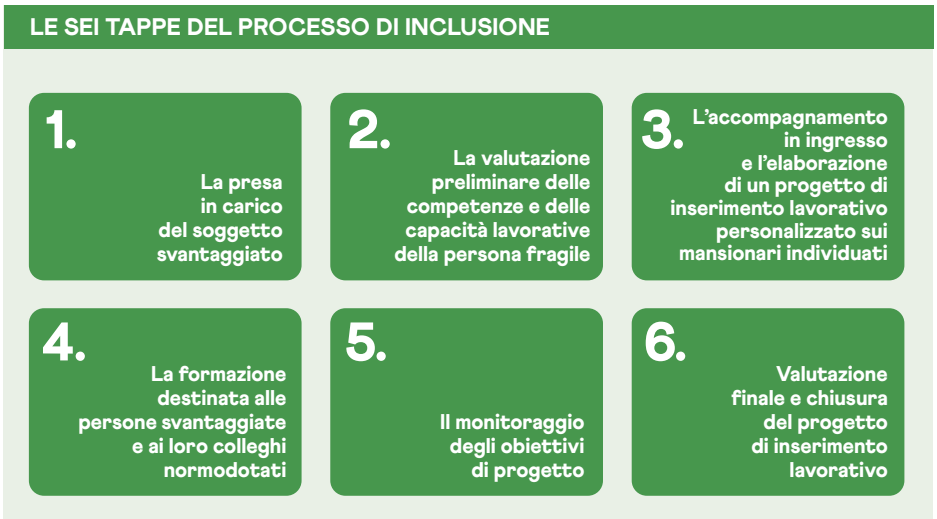 LE SEI TAPPE DEL PROCESSO DI INCLUSIONE
1.
La presa
in carico
del soggetto
svantaggiato
2.
La valutazione
preliminare delle
competenze e delle
capacità lavorative
della persona fragile
3.
L'accompagnamento
in ingresso
e l'elaborazione
di un progetto di
inserimento lavorativo
personalizzato sui
mansionari individuati
4.
La formazione
destinata alle
persone svantaggiate
e ai loro colleghi
normodotati
5.
Il monitoraggio
degli obiettivi
di progetto
6.
Valutazione
finale e chiusura
del progetto
di inserimento
lavorativo